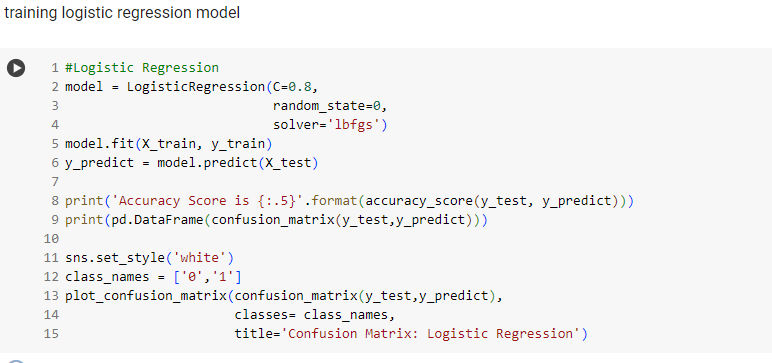 training logistic regression model
1 #Logistic Regression
2 model = LogisticRegression(C=0.8,
3                            random_state=0,
4                            solver='lbfgs')
5 model.fit(X_train, y_train)
6 y_predict = model.predict(X_test)
7
8 print('Accuracy Score is {:.5}'.format(accuracy_score(y_test, y_predict)))
9 print(pd.DataFrame(confusion_matrix(y_test,y_predict)))
10
11 sns.set_style('white')
12 class_names = ['0','1']
13 plot_confusion_matrix(confusion_matrix(y_test,y_predict),
14                       classes= class_names,
15                       title='Confusion Matrix: Logistic Regression')